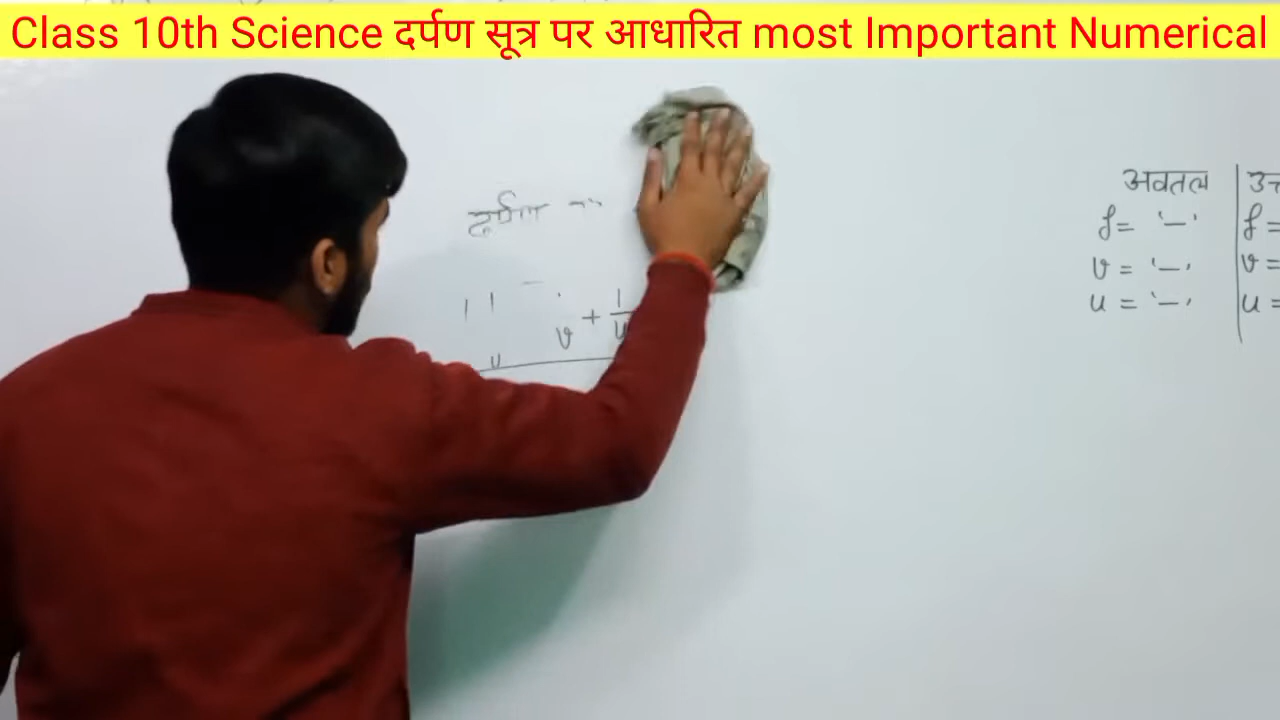 Class 10th Science दर्पण सूत्र पर आधारित most Important Numerical
दर्पण
v + 1/u
अवतल
f = '—'
v = '—'
u = '—'
f =
v =
u =